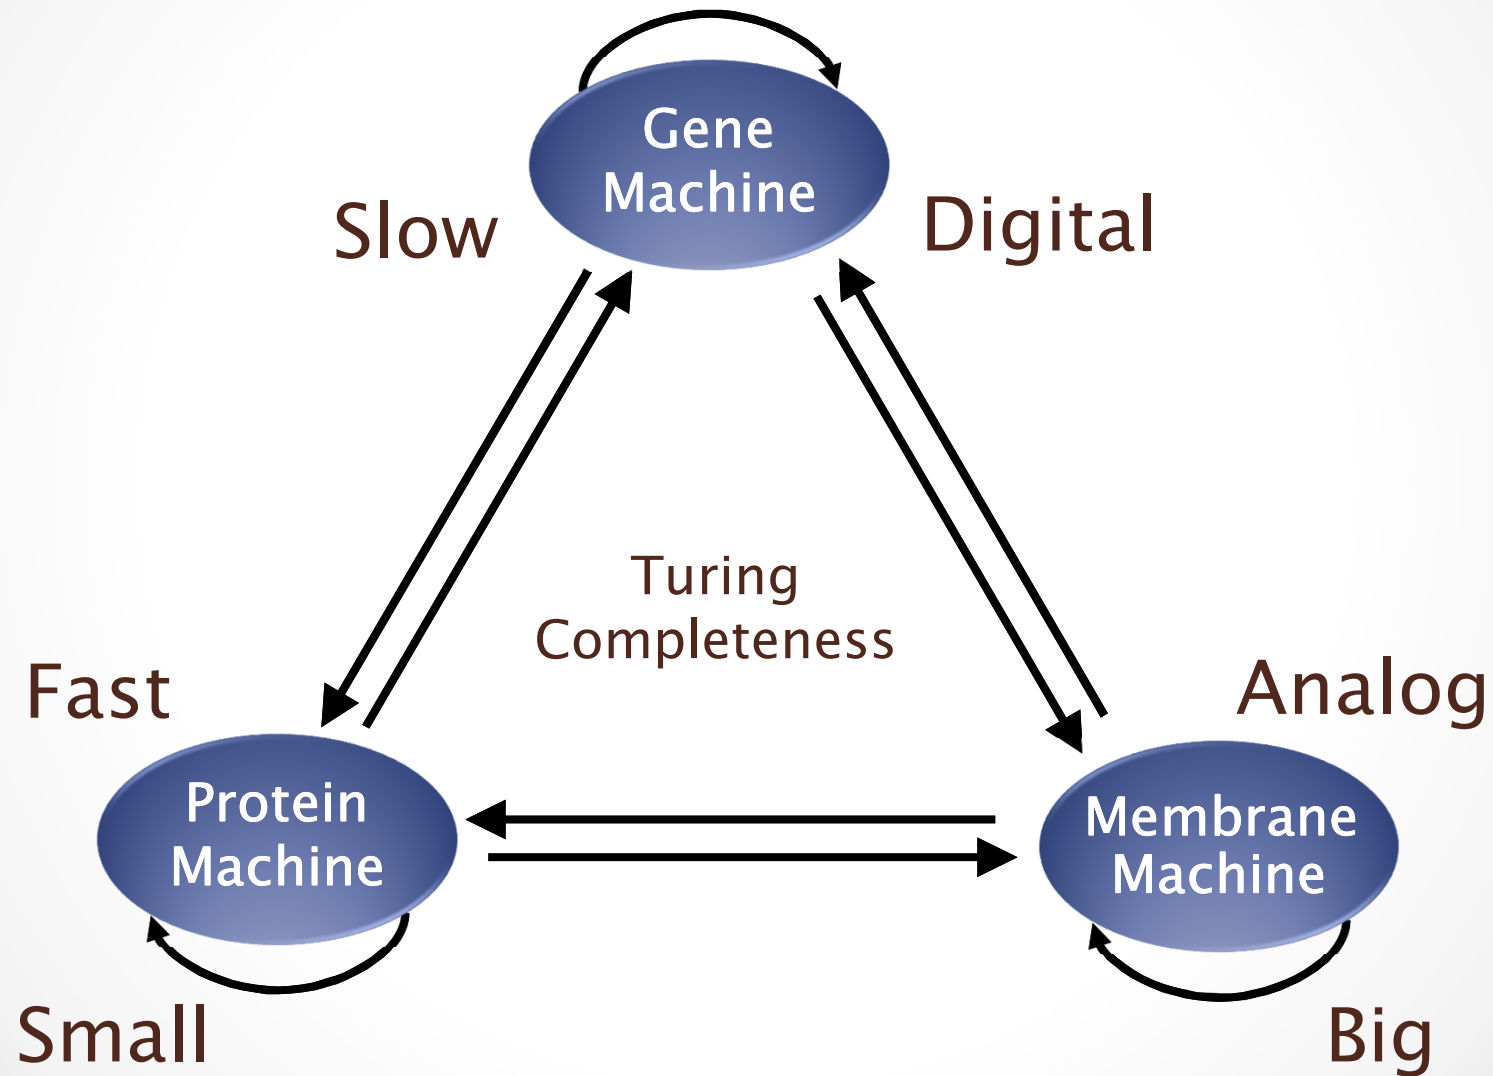 Gene
Machine
Slow
Digital
Turing
Completeness
Fast
Analog
Protein
Machine
Membrane
Machine
Small
Big